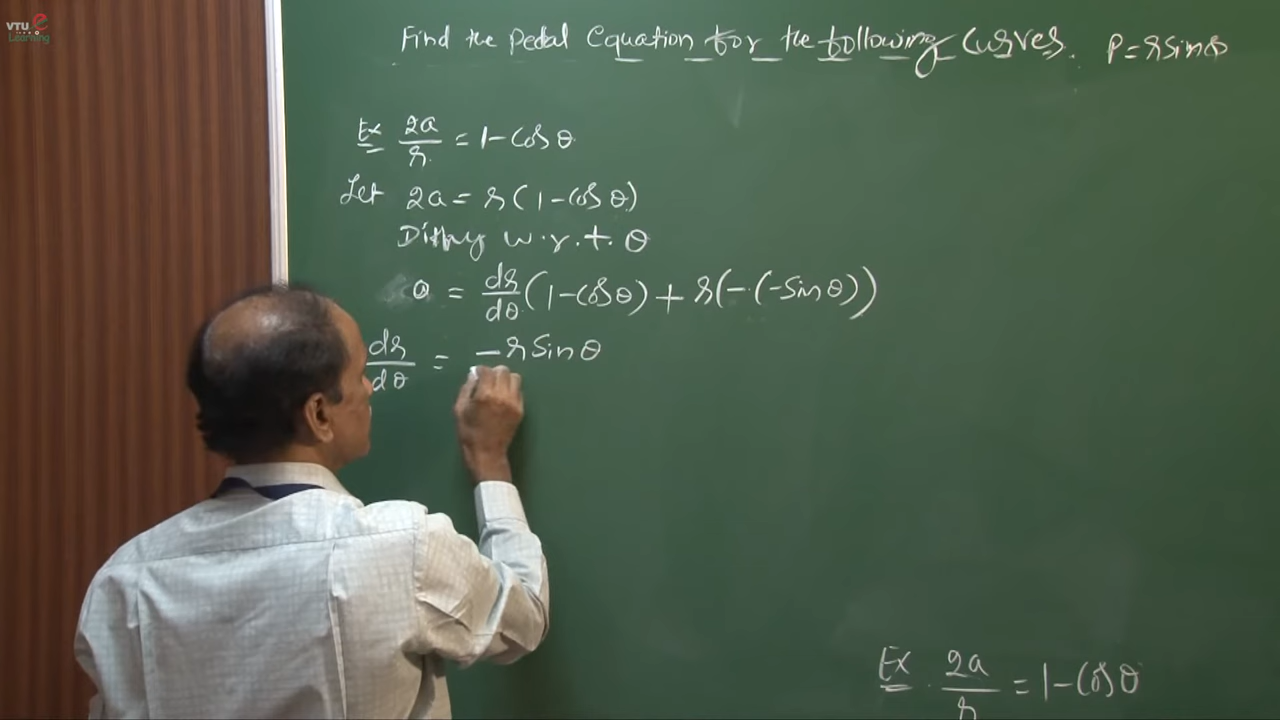 VTU e Learning
Find the Pedal Equation for the following Curves. P = r sin φ
Ex 2a/r = 1 - cos θ
Let 2a = r(1 - cos θ)
w.r.t. θ
0 = dr/dθ (1 - cos θ) + r(-(-sin θ))
dr/dθ = -r sin θ
Ex 2a/r = 1 - cos θ